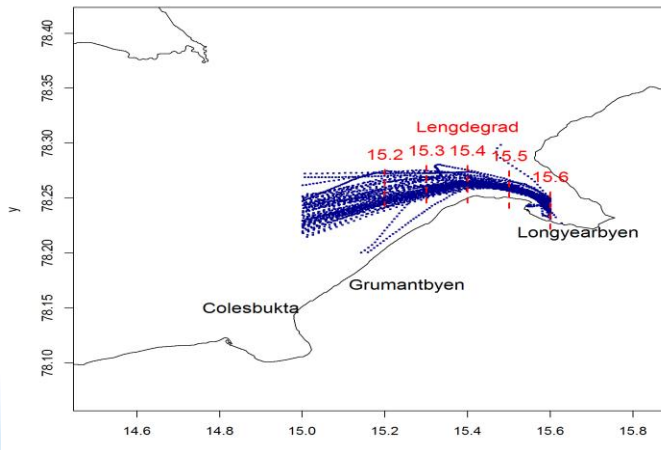 78.40
78.35
78.30
78.25
78.20
78.15
78.10
y
Lengdegrad
15.2 15.3 15.4 15.5 15.6
Longyearbyen
Grumantbyen
Colesbukta
14.6 14.8 15.0 15.2 15.4 15.6 15.8